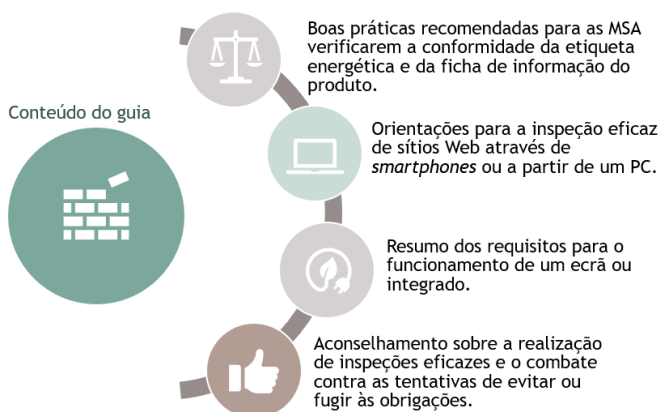 Boas práticas recomendadas para as MSA
verificarem a conformidade da etiqueta
energética e da ficha de informação do
produto.
Conteúdo do guia
Orientações para a inspeção eficaz
de sítios Web através de
smartphones ou a partir de um PC.
Resumo dos requisitos para o
funcionamento de um ecrã ou
integrado.
Aconselhamento sobre a realização
de inspeções eficazes e o combate
contra as tentativas de evitar ou
fugir às obrigações.